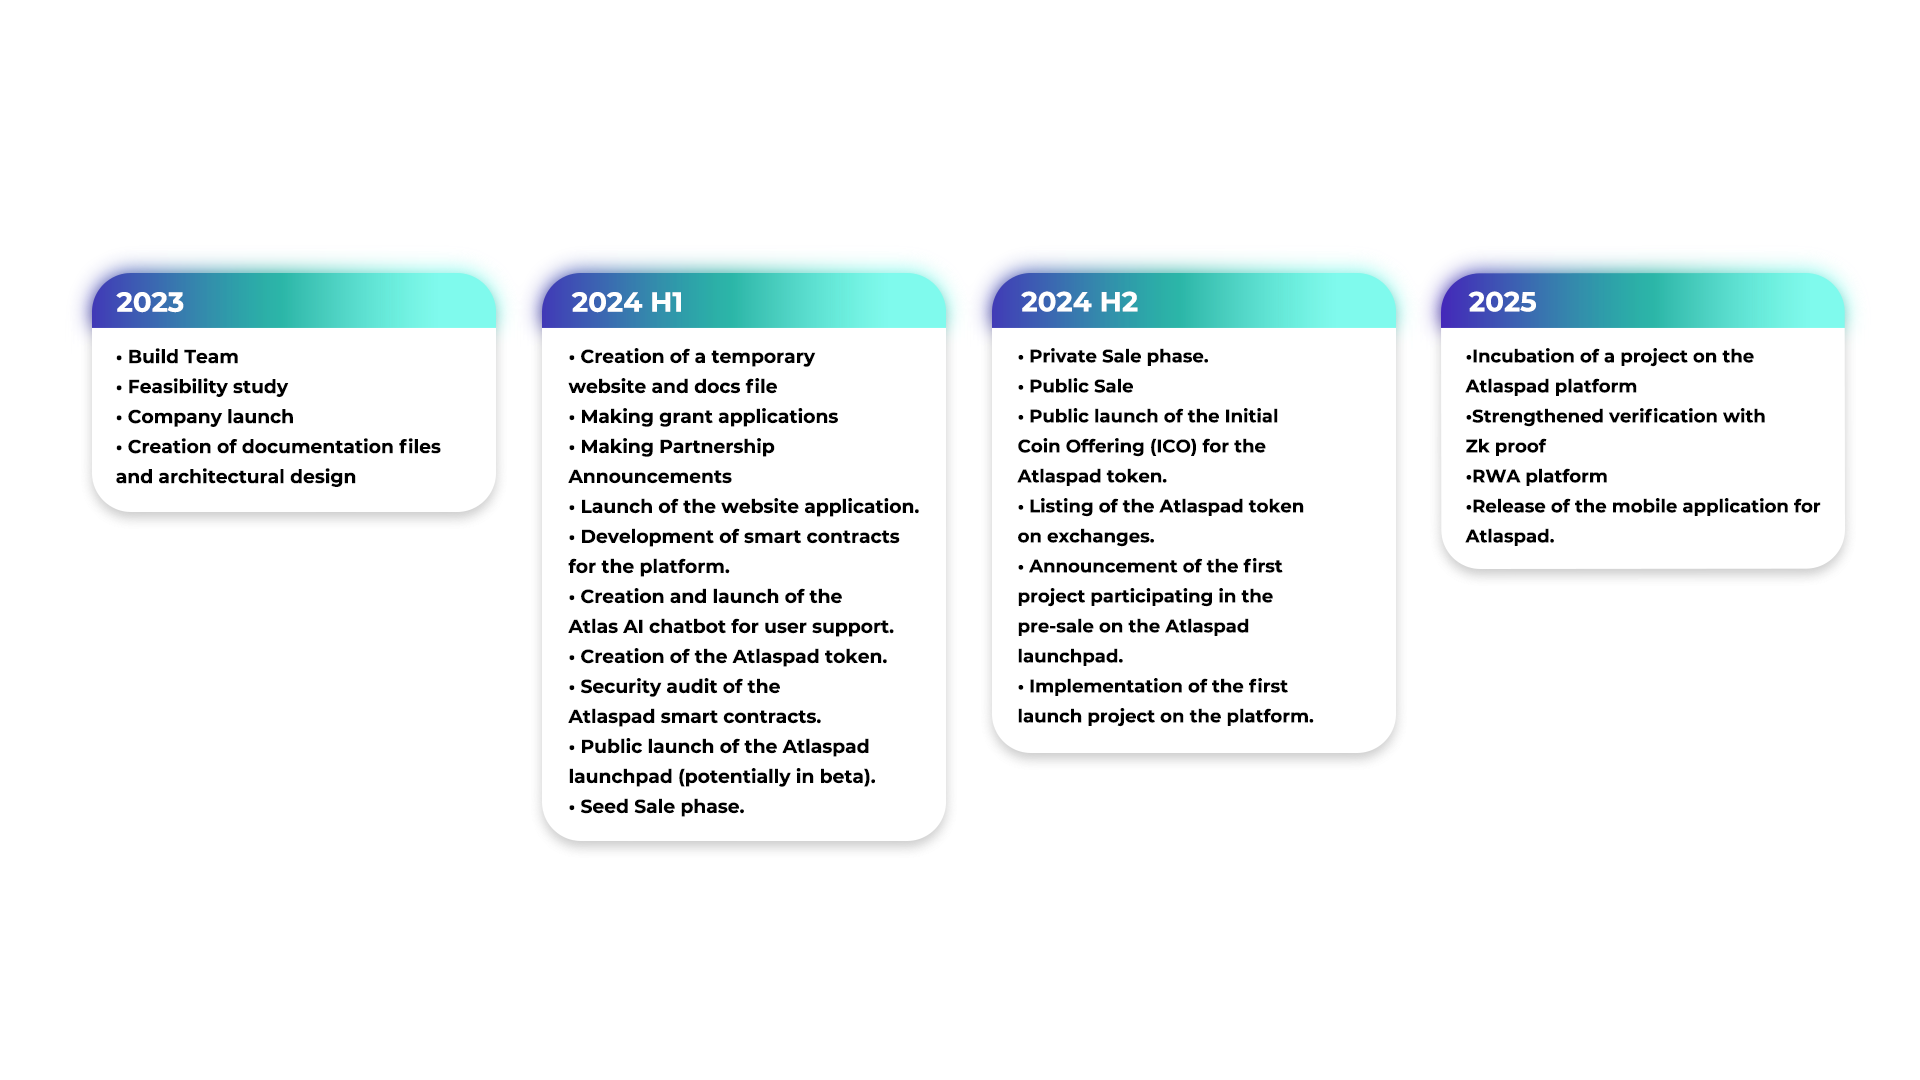 2023
• Build Team
• Feasibility study
• Company launch
• Creation of documentation files
and architectural design
2024 H1
• Creation of a temporary
website and docs file
• Making grant applications
• Making Partnership
Announcements
• Launch of the website application.
• Development of smart contracts
for the platform.
• Creation and launch of the
Atlas AI chatbot for user support.
• Creation of the Atlaspad token.
• Security audit of the
Atlaspad smart contracts.
• Public launch of the Atlaspad
launchpad (potentially in beta).
• Seed Sale phase.
2024 H2
• Private Sale phase.
• Public Sale
• Public launch of the Initial
Coin Offering (ICO) for the
Atlaspad token.
• Listing of the Atlaspad token
on exchanges.
• Announcement of the first
project participating in the
pre-sale on the Atlaspad
launchpad.
• Implementation of the first
launch project on the platform.
2025
•Incubation of a project on the
Atlaspad platform
•Strengthened verification with
Zk proof
•RWA platform
•Release of the mobile application for
Atlaspad.